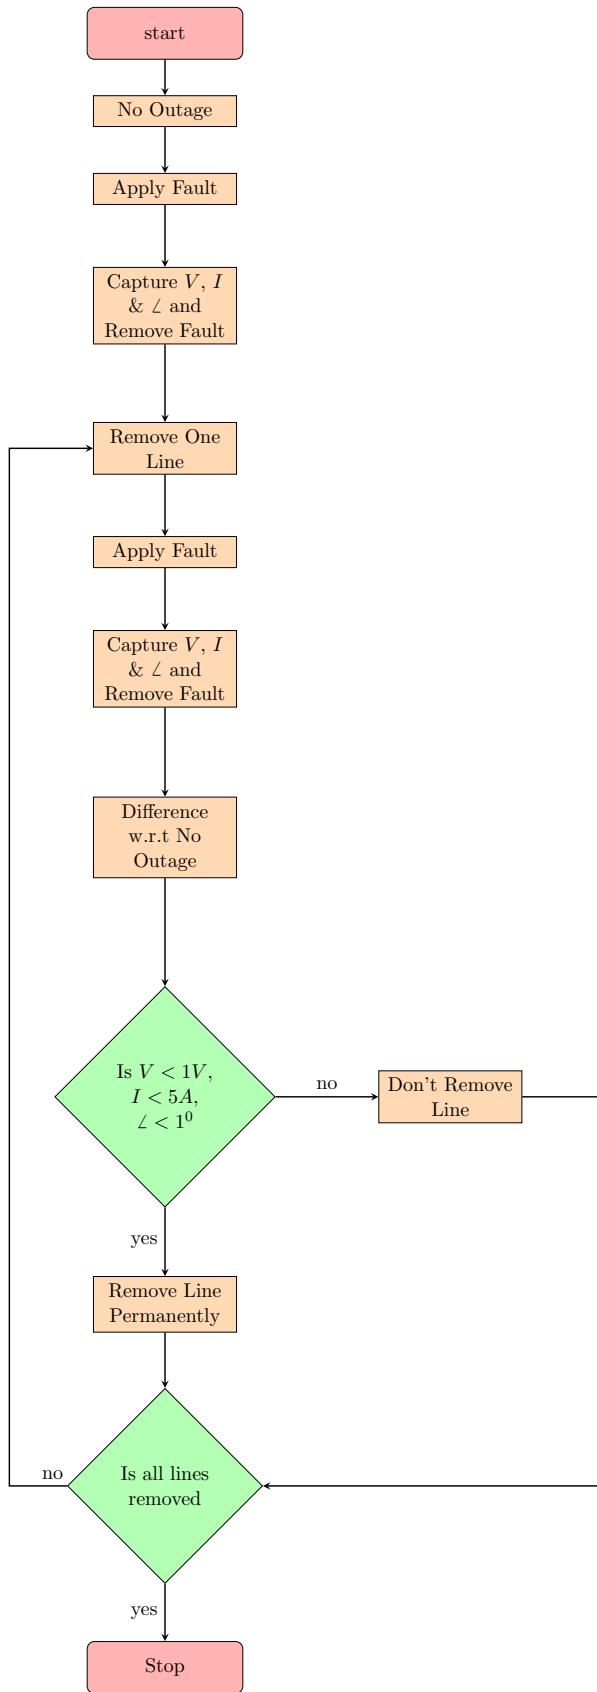 start
No Outage
Apply Fault
Capture V, I
& ∠ and
Remove Fault
Remove One
Line
Apply Fault
Capture V, I
& ∠ and
Remove Fault
Difference
w.r.t No
Outage
Is V < 1V,
I < 5A,
∠ < 1⁰
no
Don't Remove
Line
yes
Remove Line
Permanently
Is all lines
removed
no
yes
Stop